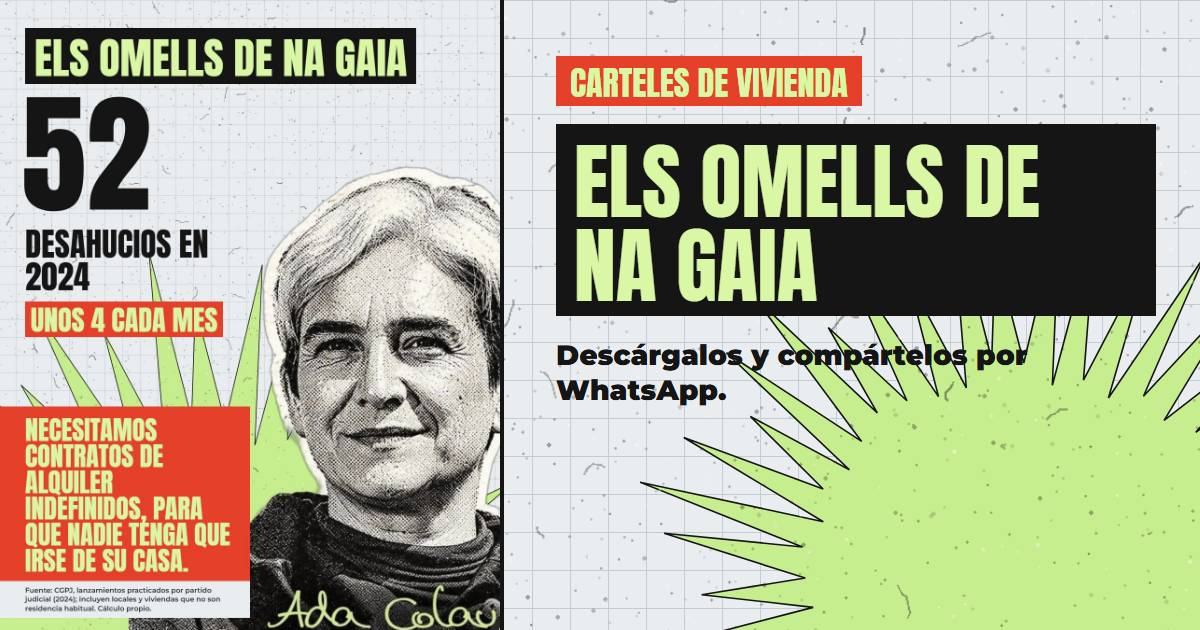 ELS OMELLS DE NA GAIA
52
DESAHUCIOS EN
2024
UNOS 4 CADA MES
NECESITAMOS
CONTRATOS DE
ALQUILER
INDEFINIDOS, PARA
QUE NADIE TENGA QUE
IRSE DE SU CASA.
Fuente: CGPJ, lanzamientos practicados por partido
judicial (2024); incluyen locales y viviendas que no son
residencia habitual. Cálculo propio.
Ada Colau
CARTELES DE VIVIENDA
ELS OMELLS DE
NA GAIA
Descárgalos y compártelos por
WhatsApp.